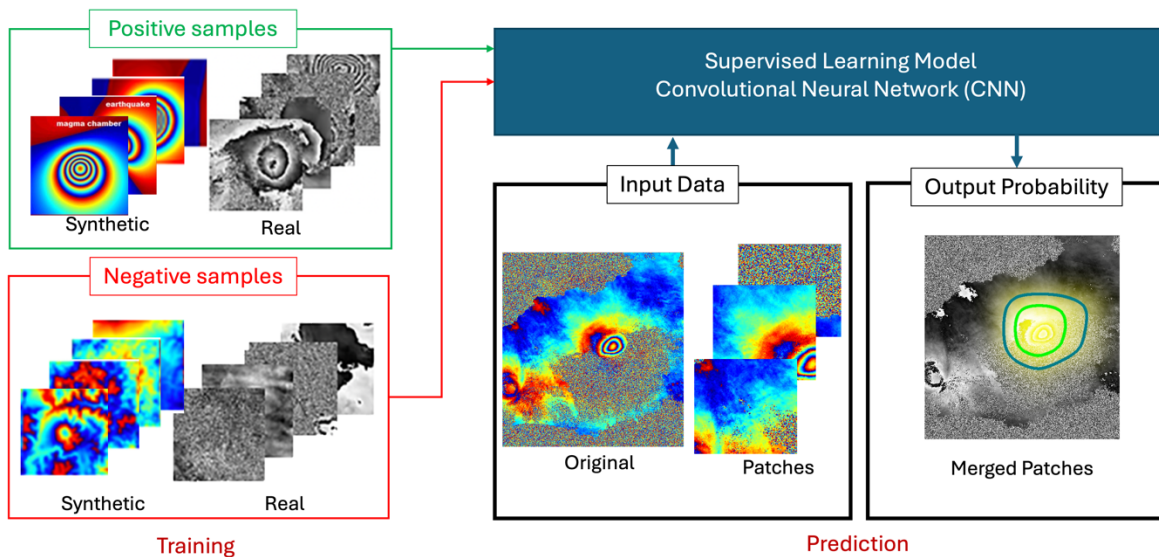 Positive samples
earthquake
magma chamber
Synthetic
Real
Negative samples
Synthetic
Real
Training
Supervised Learning Model
Convolutional Neural Network (CNN)
Input Data
Original
Patches
Output Probability
Merged Patches
Prediction